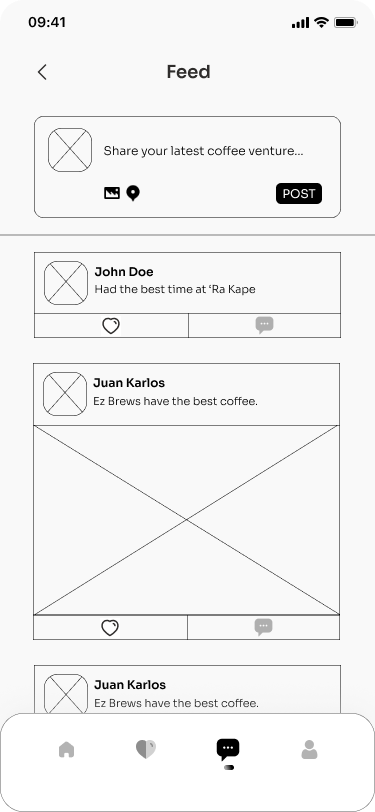 09:41
Feed
Share your latest coffee venture...
POST
John Doe
Had the best time at ‘Ra Kape
Juan Karlos
Ez Brews have the best coffee.
Juan Karlos
Ez Brews have the best coffee.